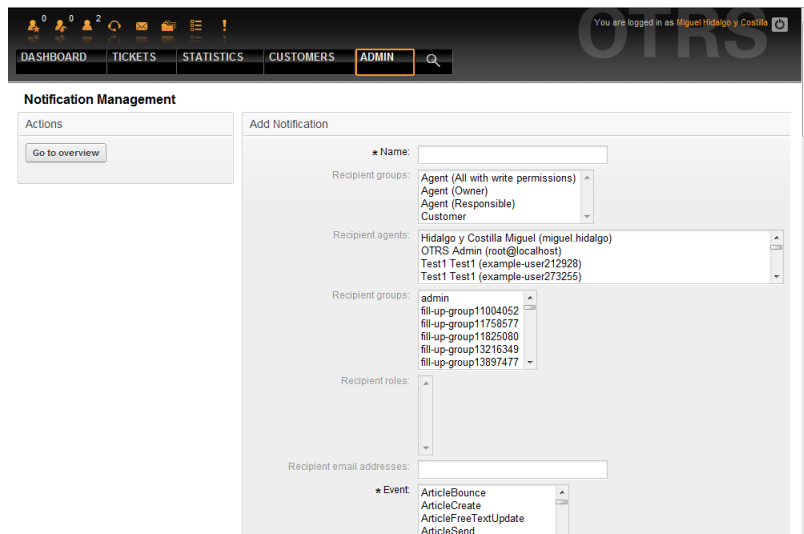 0 0 2
You are logged in as Miguel Hidalgo y Costilla
OTRS
DASHBOARD TICKETS STATISTICS CUSTOMERS ADMIN
Notification Management
Actions
Go to overview
Add Notification
★ Name:
Recipient groups:
Agent (All with write permissions)
Agent (Owner)
Agent (Responsible)
Customer
Recipient agents:
Hidalgo y Costilla Miguel (miguel.hidalgo)
OTRS Admin (root@localhost)
Test1 Test1 (example-user212928)
Test1 Test1 (example-user273255)
Recipient groups:
admin
fill-up-group11004052
fill-up-group11758577
fill-up-group11825080
fill-up-group13216349
fill-up-group13897477
Recipient roles:
Recipient email addresses:
★ Event:
ArticleBounce
ArticleCreate
ArticleFreeTextUpdate
ArticleSend